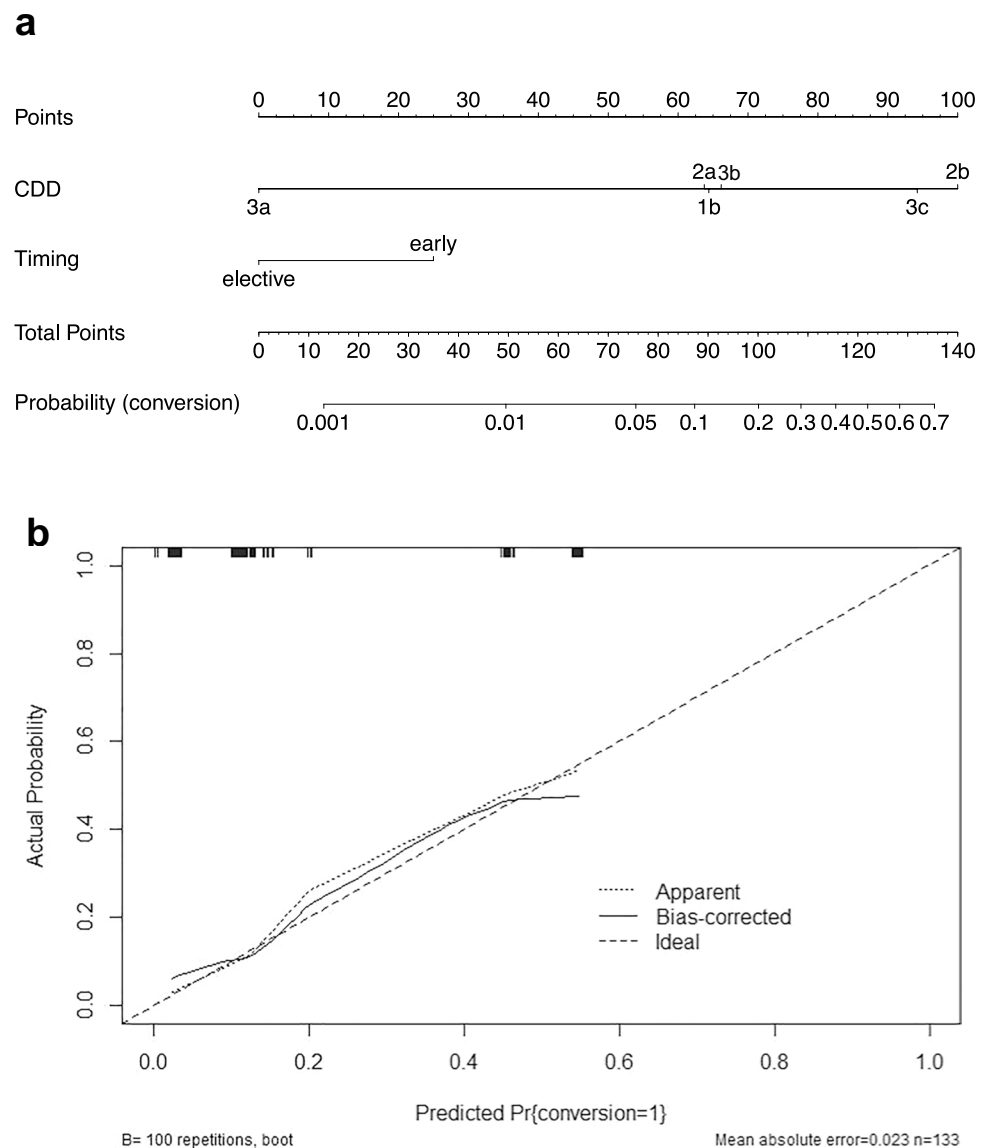 a
Points 0 10 20 30 40 50 60 70 80 90 100
2a 3b 2b
CDD
3a 1b 3c
early
Timing
elective
Total Points
0 10 20 30 40 50 60 70 80 90 100 120 140
Probability (conversion)
0.001 0.01 0.05 0.1 0.2 0.3 0.4 0.5 0.6 0.7
b
Actual Probability
1.0
0.8
0.6
0.4
0.2
0.0
Apparent
Bias-corrected
Ideal
0.0 0.2 0.4 0.6 0.8 1.0
Predicted Pr{conversion=1}
B= 100 repetitions, boot Mean absolute error=0.023 n=133